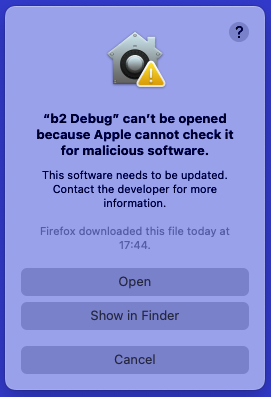 ?
“b2 Debug” can’t be opened
because Apple cannot check it
for malicious software.
This software needs to be updated.
Contact the developer for more
information.
Firefox downloaded this file today at
17:44.
Open
Show in Finder
Cancel